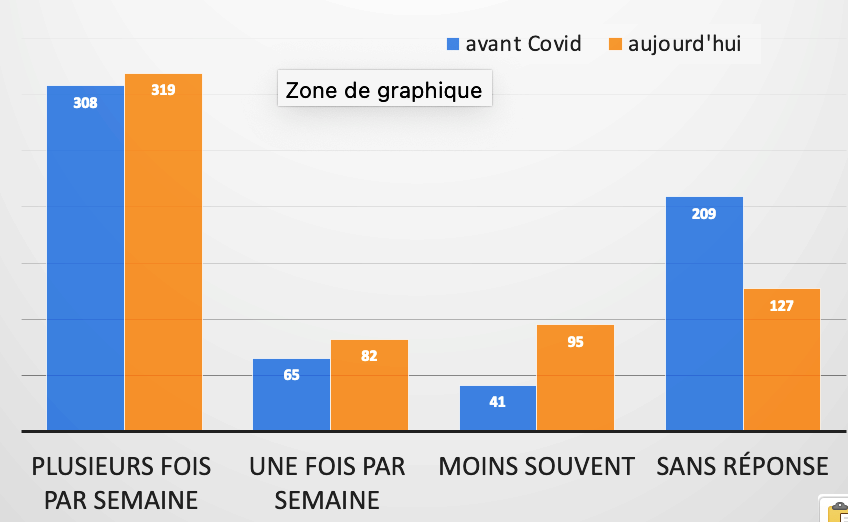 avant Covid
aujourd'hui
Zone de graphique
308
319
65
82
41
95
209
127
PLUSIEURS FOIS
PAR SEMAINE
UNE FOIS PAR
SEMAINE
MOINS SOUVENT
SANS RÉPONSE